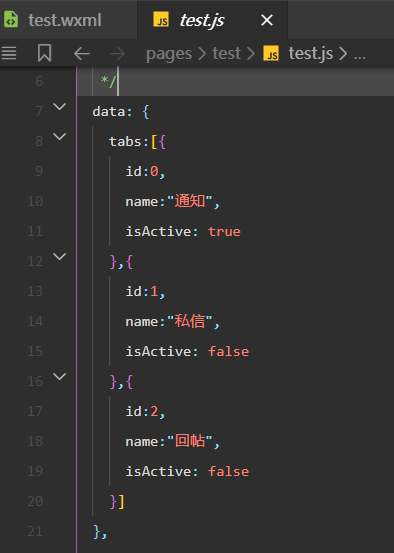 test.wxml
JS test.js
pages > test > JS test.js > ...
6 */
7 data: {
8 tabs:[{
9 id:0,
10 name:"通知",
11 isActive: true
12 },{
13 id:1,
14 name:"私信",
15 isActive: false
16 },{
17 id:2,
18 name:"回帖",
19 isActive: false
20 }]
21 },